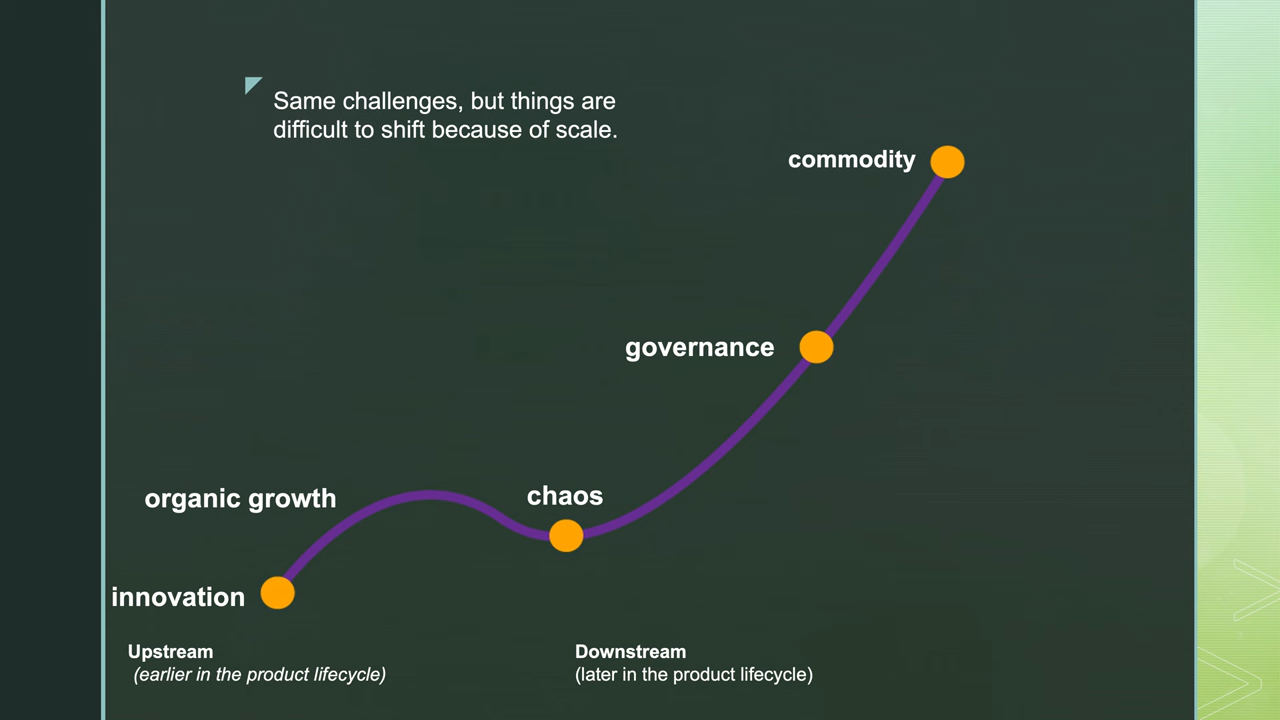 Same challenges, but things are
difficult to shift because of scale.
commodity
governance
organic growth
chaos
innovation
Upstream
(earlier in the product lifecycle)
Downstream
(later in the product lifecycle)